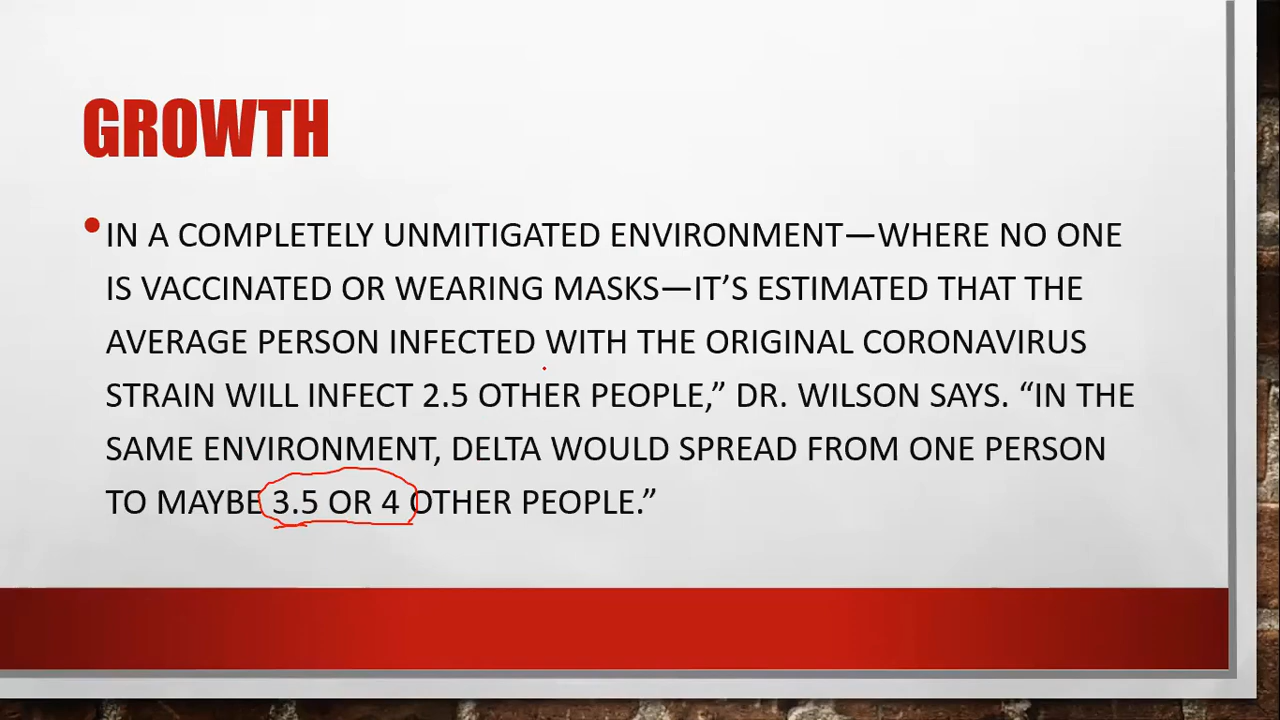 GROWTH
• IN A COMPLETELY UNMITIGATED ENVIRONMENT—WHERE NO ONE
IS VACCINATED OR WEARING MASKS—IT’S ESTIMATED THAT THE
AVERAGE PERSON INFECTED WITH THE ORIGINAL CORONAVIRUS
STRAIN WILL INFECT 2.5 OTHER PEOPLE,” DR. WILSON SAYS. “IN THE
SAME ENVIRONMENT, DELTA WOULD SPREAD FROM ONE PERSON
TO MAYBE 3.5 OR 4 OTHER PEOPLE.”